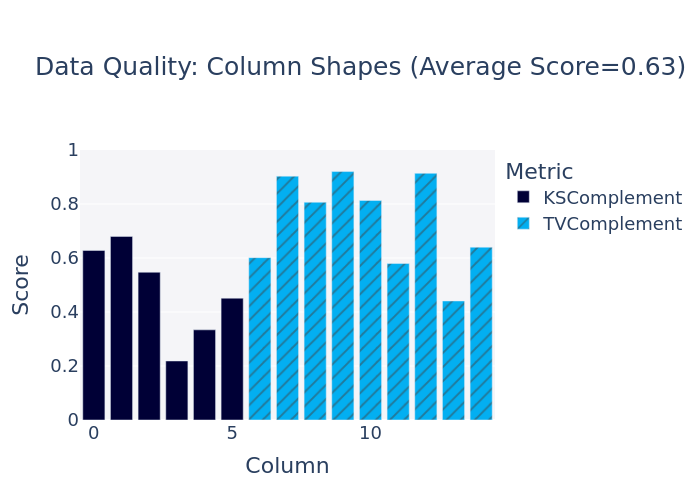 Data Quality: Column Shapes (Average Score=0.63)
Metric
KSComplement
TVComplement
Score
1
0.8
0.6
0.4
0.2
0
0 5 10
Column